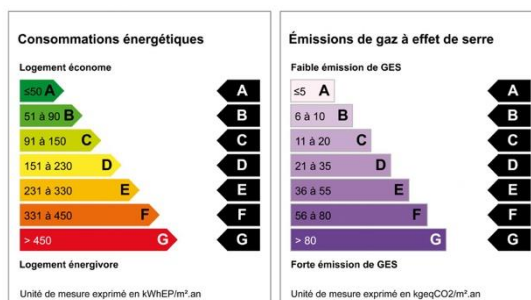 Consommations énergétiques
Logement économe
≤50 A A
51 à 90 B B
91 à 150 C C
151 à 230 D D
231 à 330 E E
331 à 450 F F
> 450 G G
Logement énergivore
Unité de mesure exprimé en kWhEP/m².an
Émissions de gaz à effet de serre
Faible émission de GES
≤5 A A
6 à 10 B B
11 à 20 C C
21 à 35 D D
36 à 55 E E
56 à 80 F F
> 80 G G
Forte émission de GES
Unité de mesure exprimé en kgeqCO2/m².an